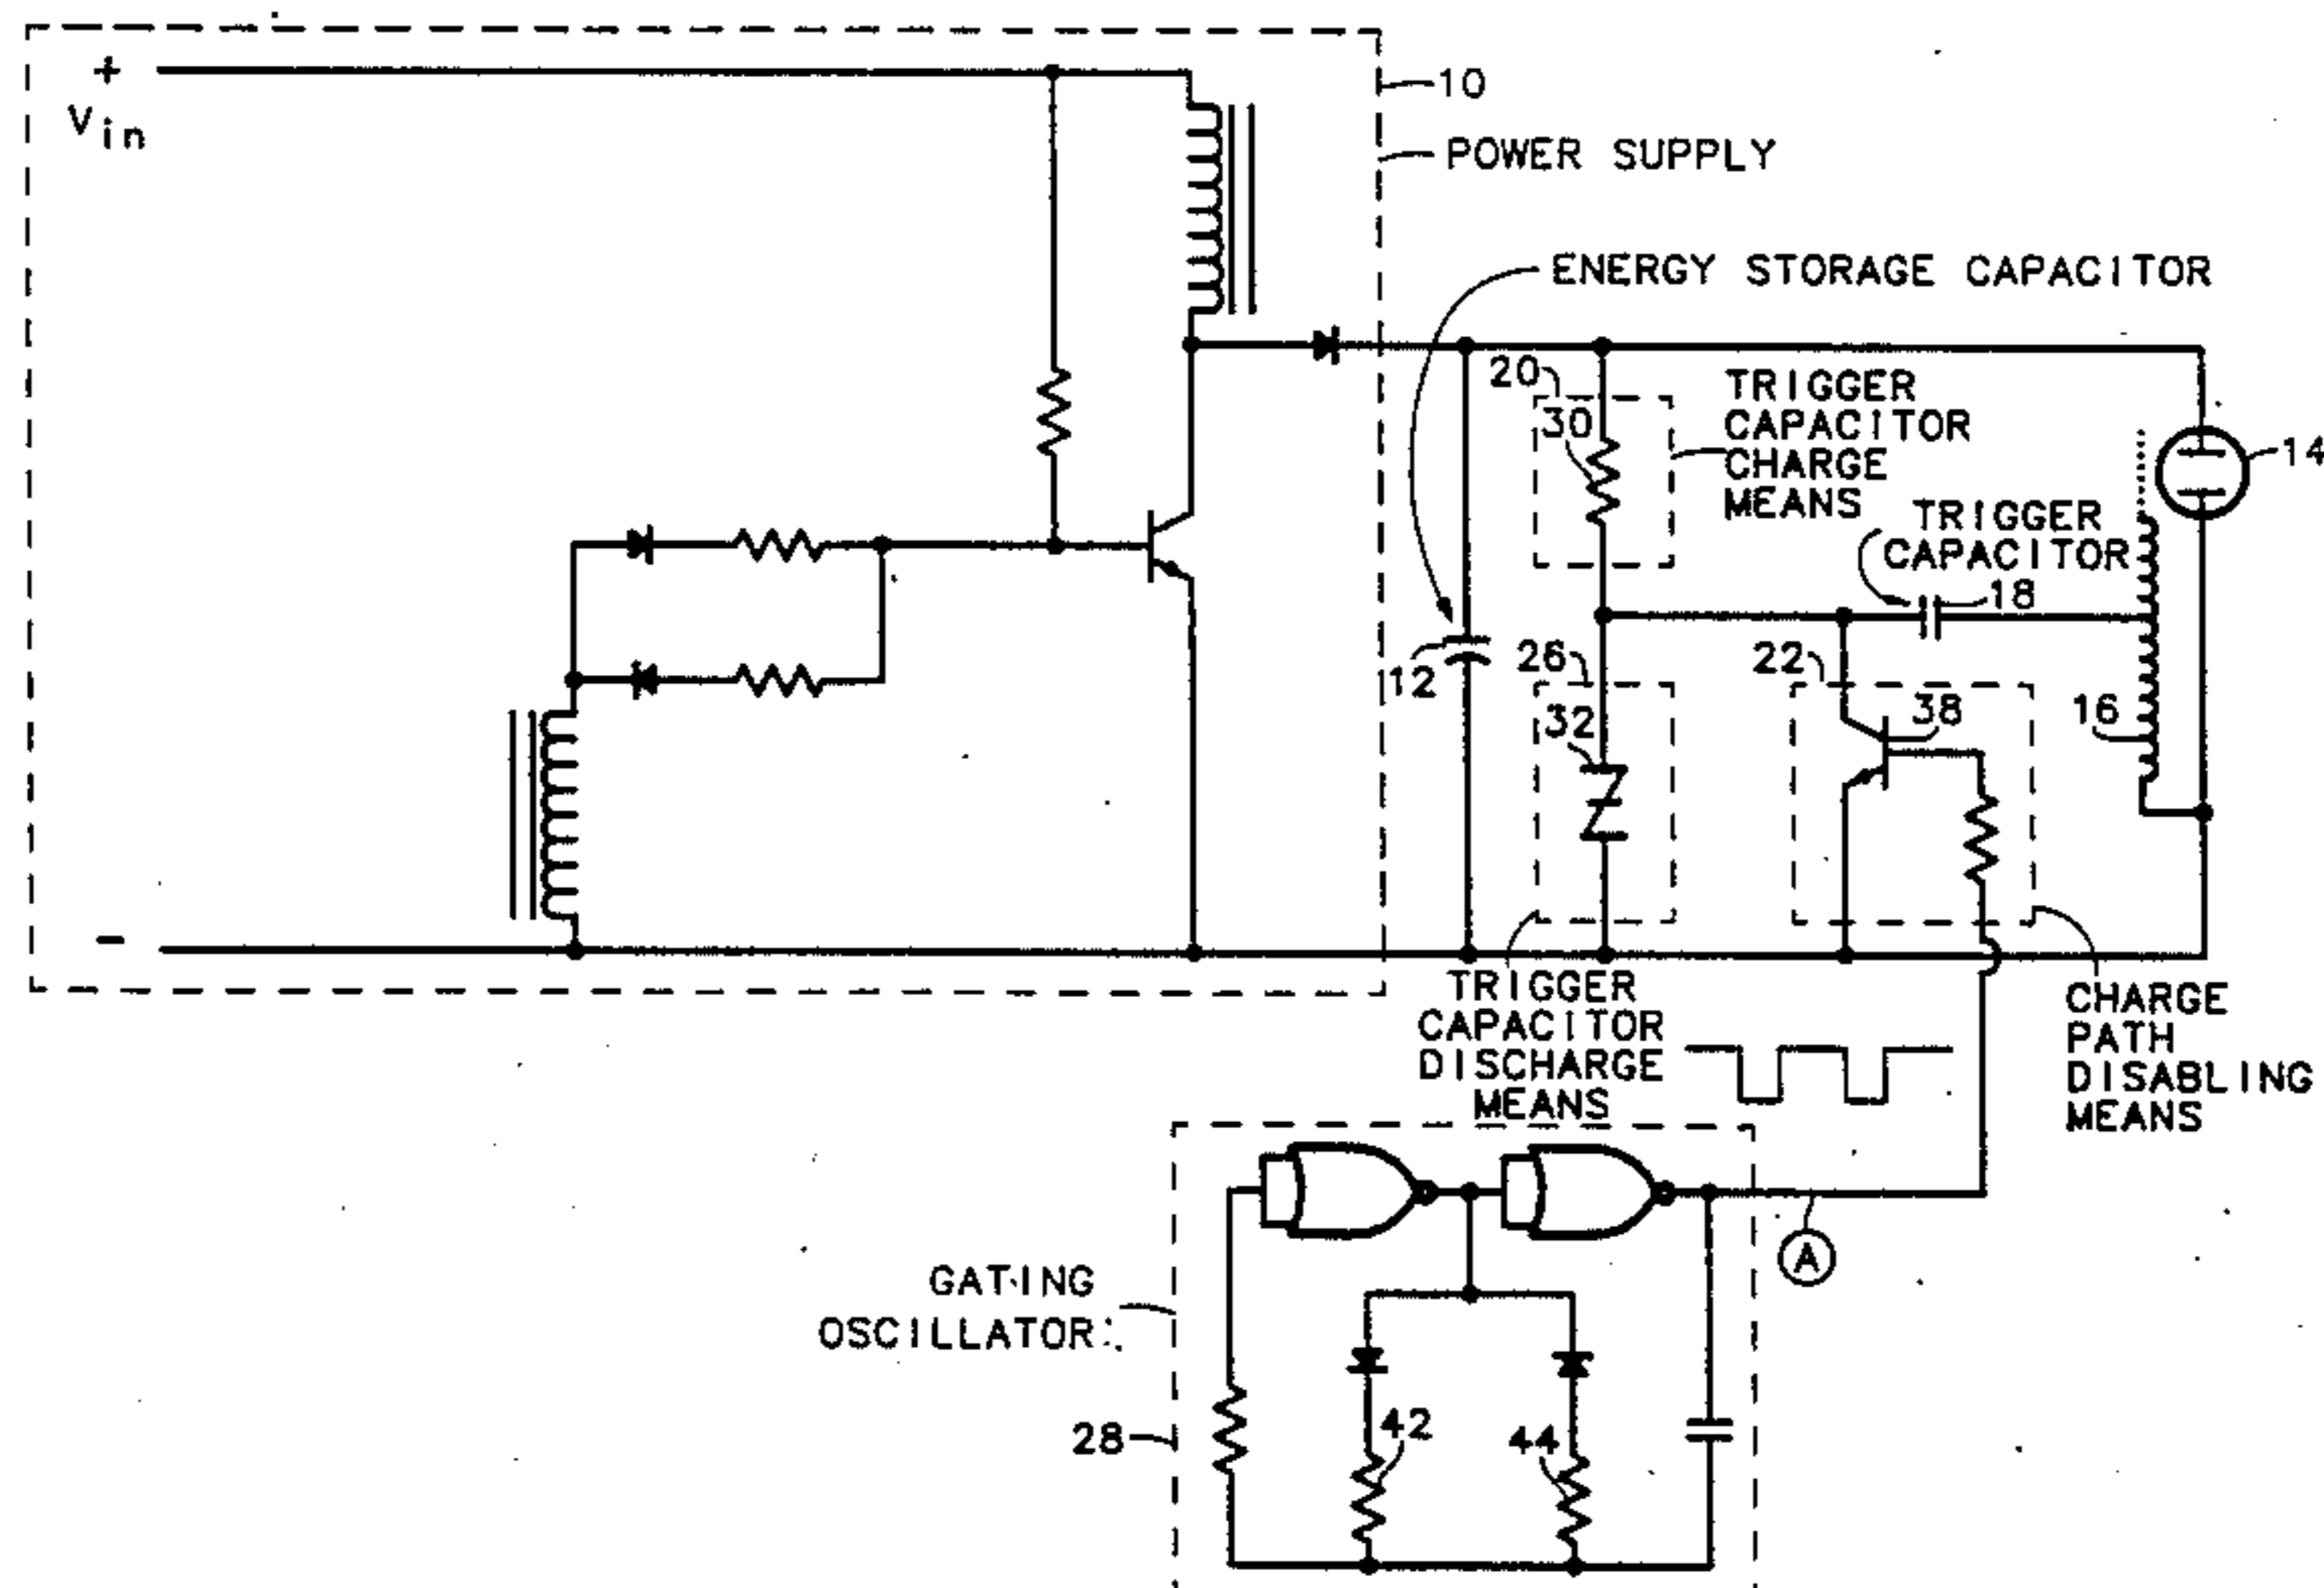 +
Vin
10
POWER SUPPLY
ENERGY STORAGE CAPACITOR
20
30
TRIGGER
CAPACITOR
CHARGE
MEANS
14
TRIGGER
CAPACITOR
18
12
26
32
22
38
16
-
TRIGGER
CAPACITOR
DISCHARGE
MEANS
CHARGE
PATH
DISABLING
MEANS
A
GATING
OSCILLATOR
28
42
44